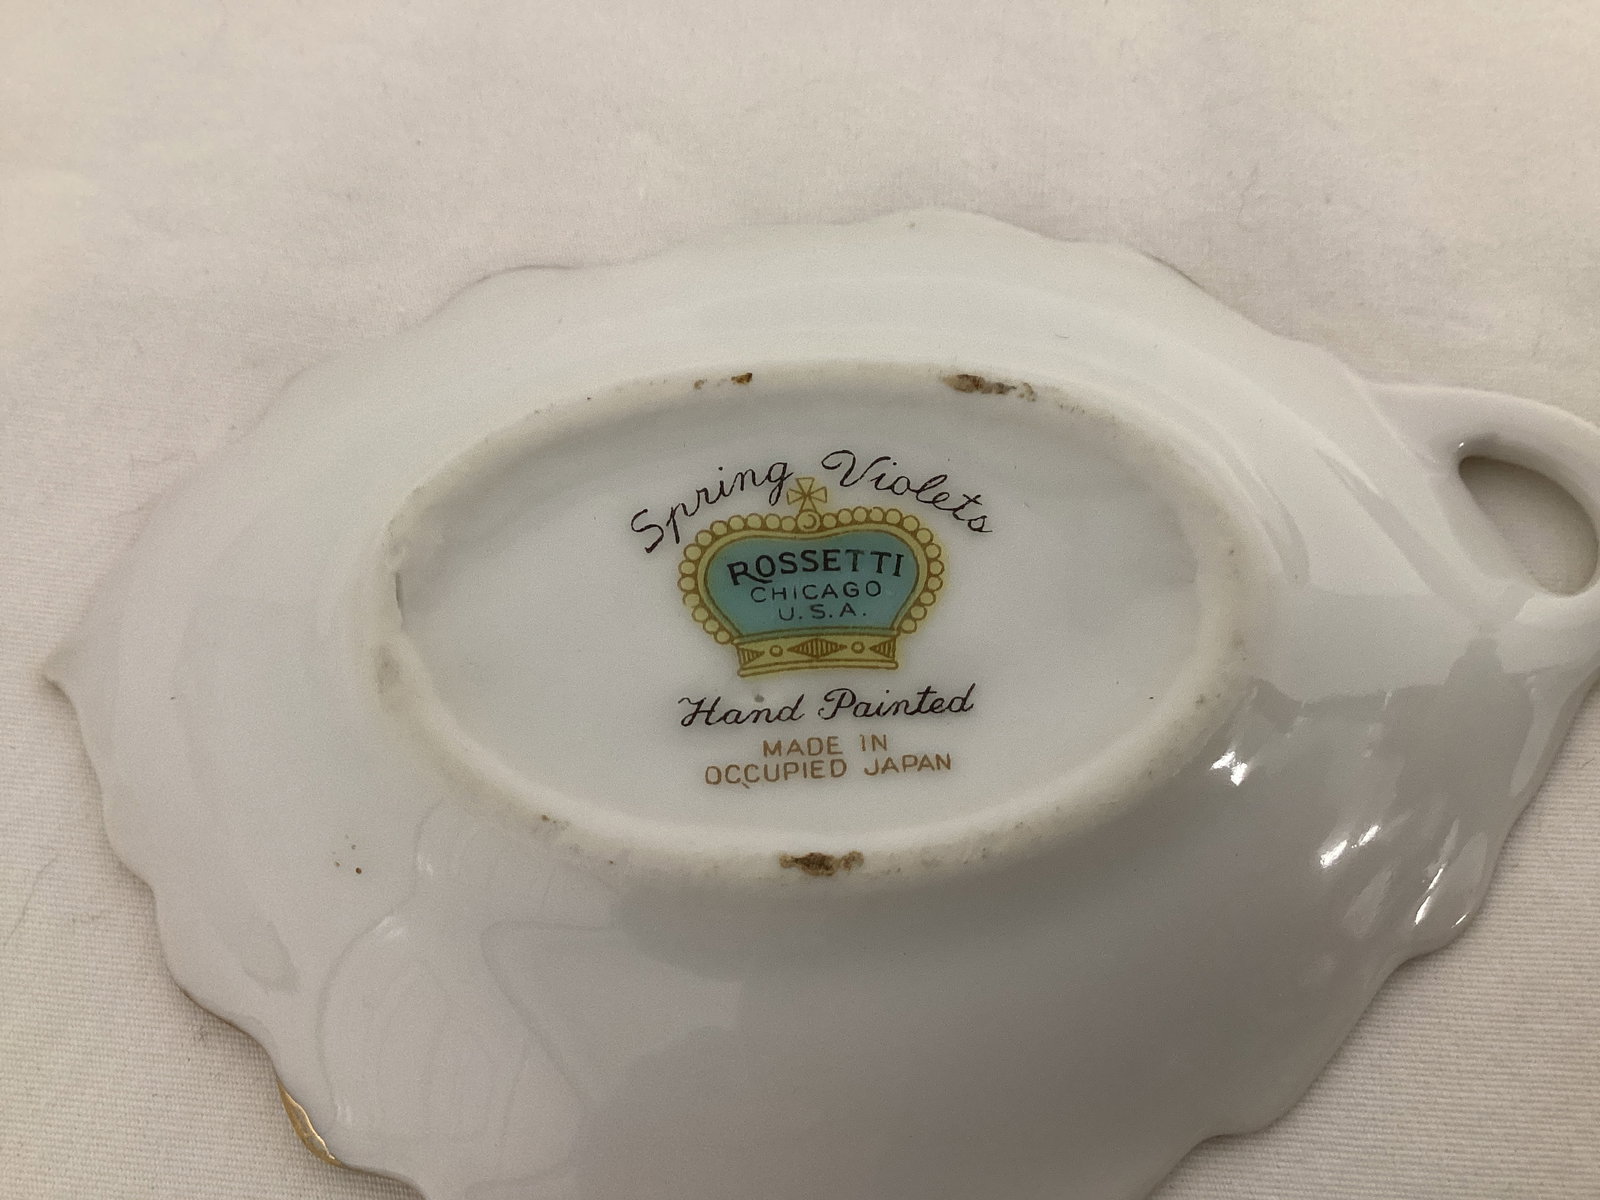 Spring Violets
ROSSETTI
CHICAGO
U.S.A.
Hand Painted
MADE IN
OCCUPIED JAPAN